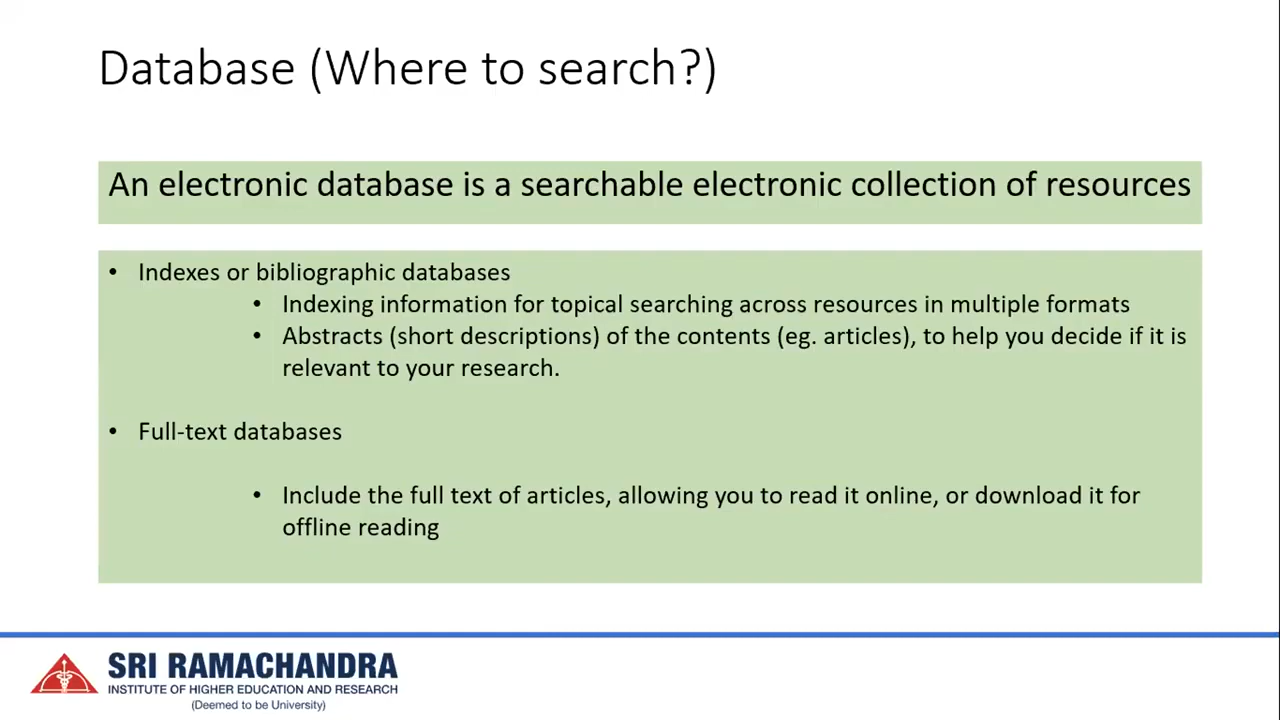 Database (Where to search?)
An electronic database is a searchable electronic collection of resources
• Indexes or bibliographic databases
• Indexing information for topical searching across resources in multiple formats
• Abstracts (short descriptions) of the contents (eg. articles), to help you decide if it is
relevant to your research.
• Full-text databases
• Include the full text of articles, allowing you to read it online, or download it for
offline reading
SRI RAMACHANDRA
INSTITUTE OF HIGHER EDUCATION AND RESEARCH
(Deemed to be University)